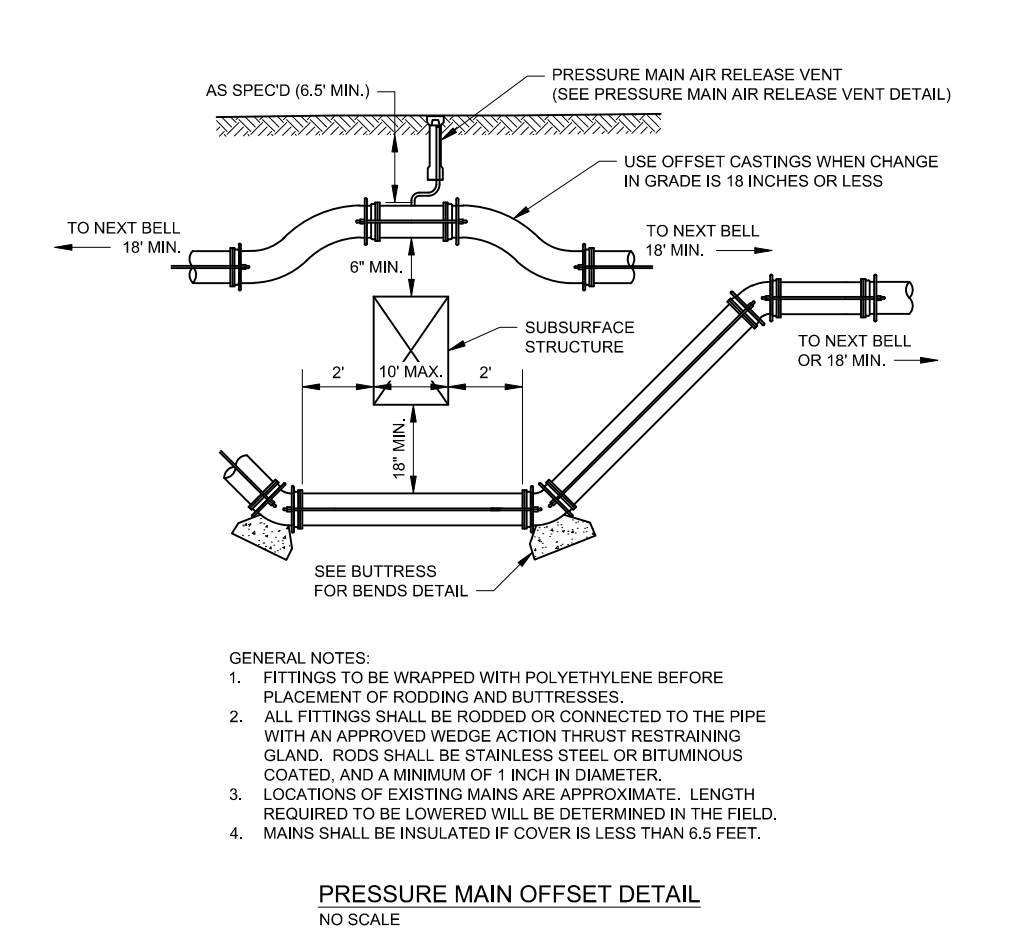 PRESSURE MAIN AIR RELEASE VENT
(SEE PRESSURE MAIN AIR RELEASE VENT DETAIL)
AS SPEC'D (6.5' MIN.)
USE OFFSET CASTINGS WHEN CHANGE
IN GRADE IS 18 INCHES OR LESS
TO NEXT BELL
18' MIN.
TO NEXT BELL
18' MIN.
6" MIN.
SUBSURFACE
STRUCTURE
TO NEXT BELL
OR 18' MIN.
2'
10' MAX.
2'
18" MIN.
SEE BUTTRESS
FOR BENDS DETAIL
GENERAL NOTES:
1. FITTINGS TO BE WRAPPED WITH POLYETHYLENE BEFORE
PLACEMENT OF RODDING AND BUTTRESSES.
2. ALL FITTINGS SHALL BE RODDED OR CONNECTED TO THE PIPE
WITH AN APPROVED WEDGE ACTION THRUST RESTRAINING
GLAND. RODS SHALL BE STAINLESS STEEL OR BITUMINOUS
COATED, AND A MINIMUM OF 1 INCH IN DIAMETER.
3. LOCATIONS OF EXISTING MAINS ARE APPROXIMATE. LENGTH
REQUIRED TO BE LOWERED WILL BE DETERMINED IN THE FIELD.
4. MAINS SHALL BE INSULATED IF COVER IS LESS THAN 6.5 FEET.
PRESSURE MAIN OFFSET DETAIL
NO SCALE